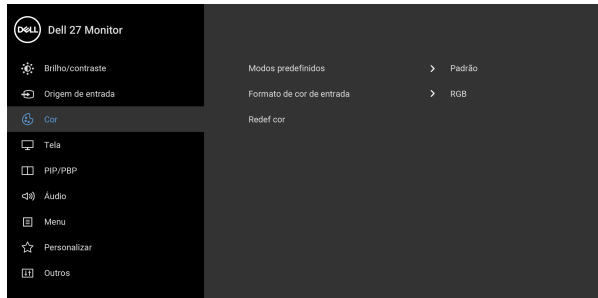 DELL Dell 27 Monitor
Brilho/contraste
Modos predefinidos Padrão
Origem de entrada
Formato de cor de entrada RGB
Cor
Redef cor
Tela
PIP/PBP
Áudio
Menu
Personalizar
Outros